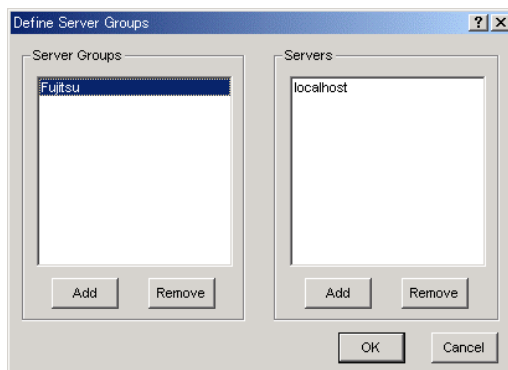 Define Server Groups
Server Groups
Fujitsu
Add Remove
Servers
localhost
Add Remove
OK Cancel